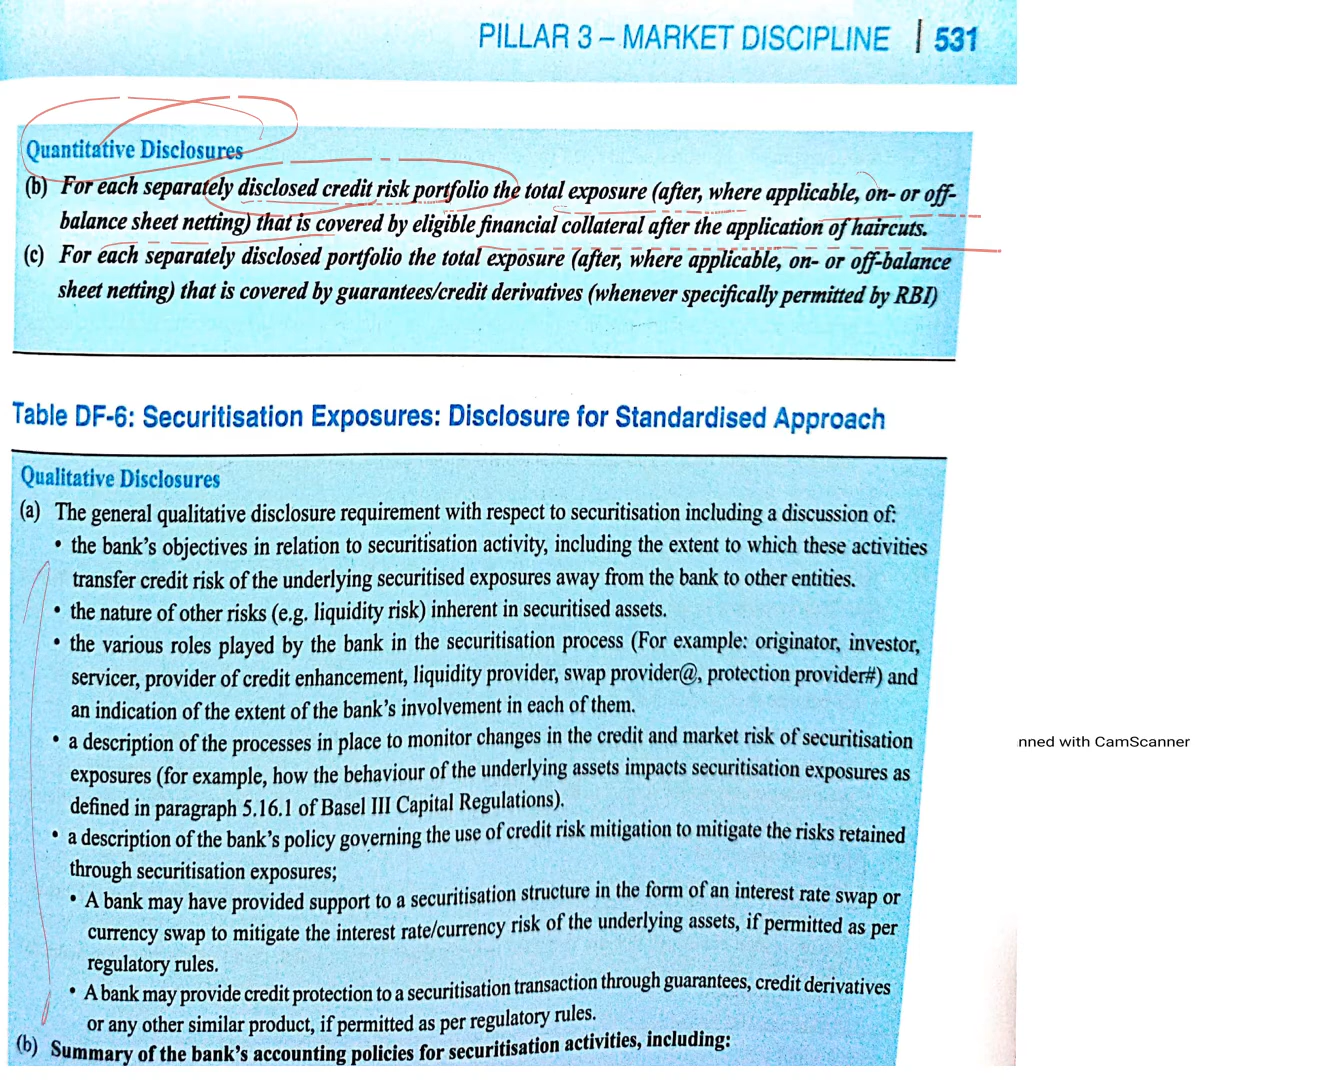 PILLAR 3 – MARKET DISCIPLINE | 531
Quantitative Disclosures
(b) For each separately disclosed credit risk portfolio the total exposure (after, where applicable, on- or off-
balance sheet netting) that is covered by eligible financial collateral after the application of haircuts.
(c) For each separately disclosed portfolio the total exposure (after, where applicable, on- or off-balance
sheet netting) that is covered by guarantees/credit derivatives (whenever specifically permitted by RBI)
Table DF-6: Securitisation Exposures: Disclosure for Standardised Approach
Qualitative Disclosures
(a) The general qualitative disclosure requirement with respect to securitisation including a discussion of:
• the bank's objectives in relation to securitisation activity, including the extent to which these activities
transfer credit risk of the underlying securitised exposures away from the bank to other entities.
• the nature of other risks (e.g. liquidity risk) inherent in securitised assets.
• the various roles played by the bank in the securitisation process (For example: originator, investor,
servicer, provider of credit enhancement, liquidity provider, swap provider@, protection provider#) and
an indication of the extent of the bank's involvement in each of them.
• a description of the processes in place to monitor changes in the credit and market risk of securitisation
exposures (for example, how the behaviour of the underlying assets impacts securitisation exposures as
defined in paragraph 5.16.1 of Basel III Capital Regulations).
• a description of the bank's policy governing the use of credit risk mitigation to mitigate the risks retained
through securitisation exposures;
• A bank may have provided support to a securitisation structure in the form of an interest rate swap or
currency swap to mitigate the interest rate/currency risk of the underlying assets, if permitted as per
regulatory rules.
• A bank may provide credit protection to a securitisation transaction through guarantees, credit derivatives
or any other similar product, if permitted as per regulatory rules.
(b) Summary of the bank's accounting policies for securitisation activities, including:
nned with CamScanner